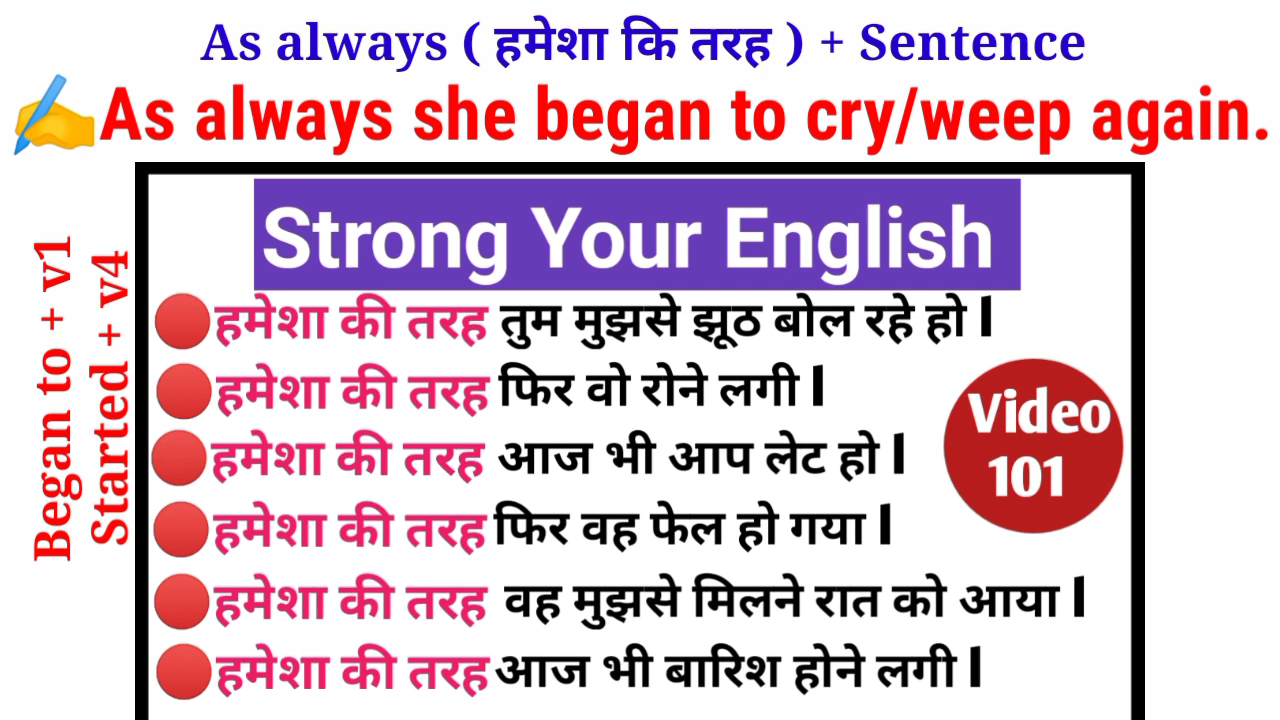 As always ( हमेशा कि तरह ) + Sentence
As always she began to cry/weep again.
Began to + v1
Started + v4
Strong Your English
हमेशा की तरह तुम मुझसे झूठ बोल रहे हो l
हमेशा की तरह फिर वो रोने लगी l
हमेशा की तरह आज भी आप लेट हो l
हमेशा की तरह फिर वह फेल हो गया l
हमेशा की तरह वह मुझसे मिलने रात को आया l
हमेशा की तरह आज भी बारिश होने लगी l
Video
101